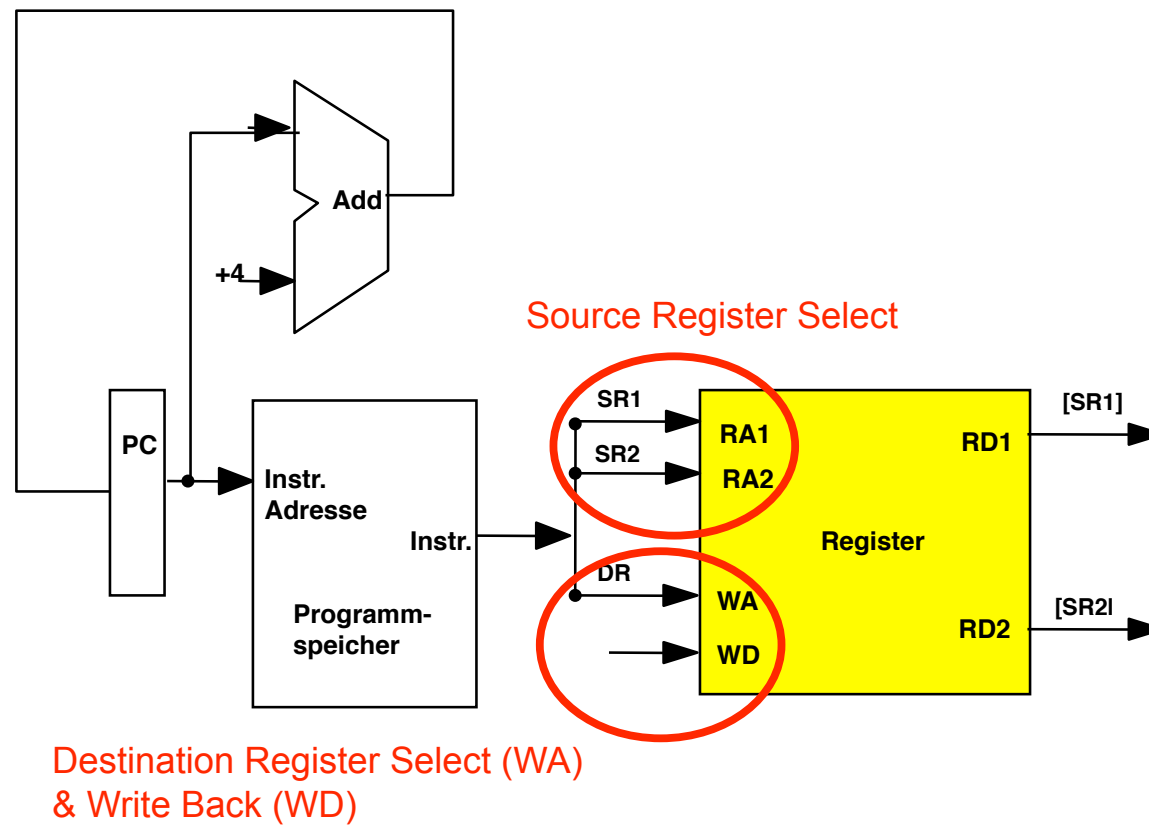 Add
+4
Source Register Select
PC
Instr.
Adresse
Instr.
Programm-
speicher
SR1
SR2
DR
RA1
RA2
WA
WD
Register
RD1
RD2
[SR1]
[SR2l
Destination Register Select (WA)
& Write Back (WD)